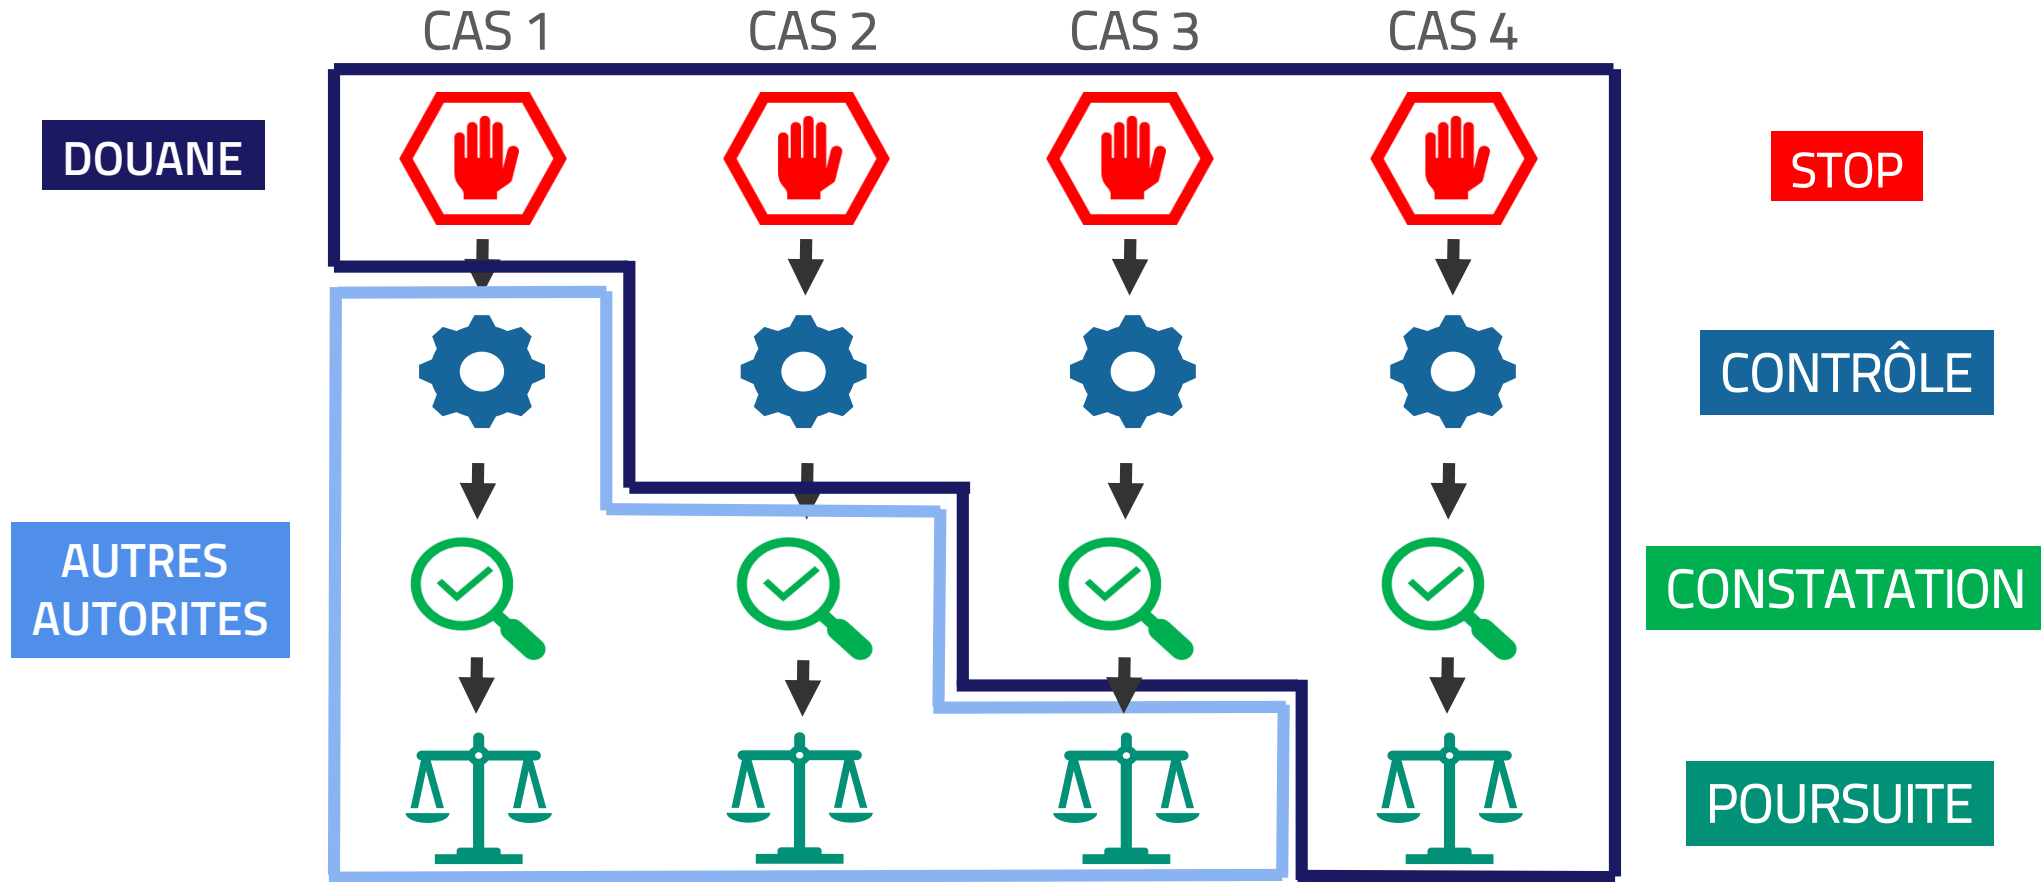 CAS 1
CAS 2
CAS 3
CAS 4
DOUANE
STOP
CONTRÔLE
AUTRES
AUTORITES
CONSTATATION
POURSUITE